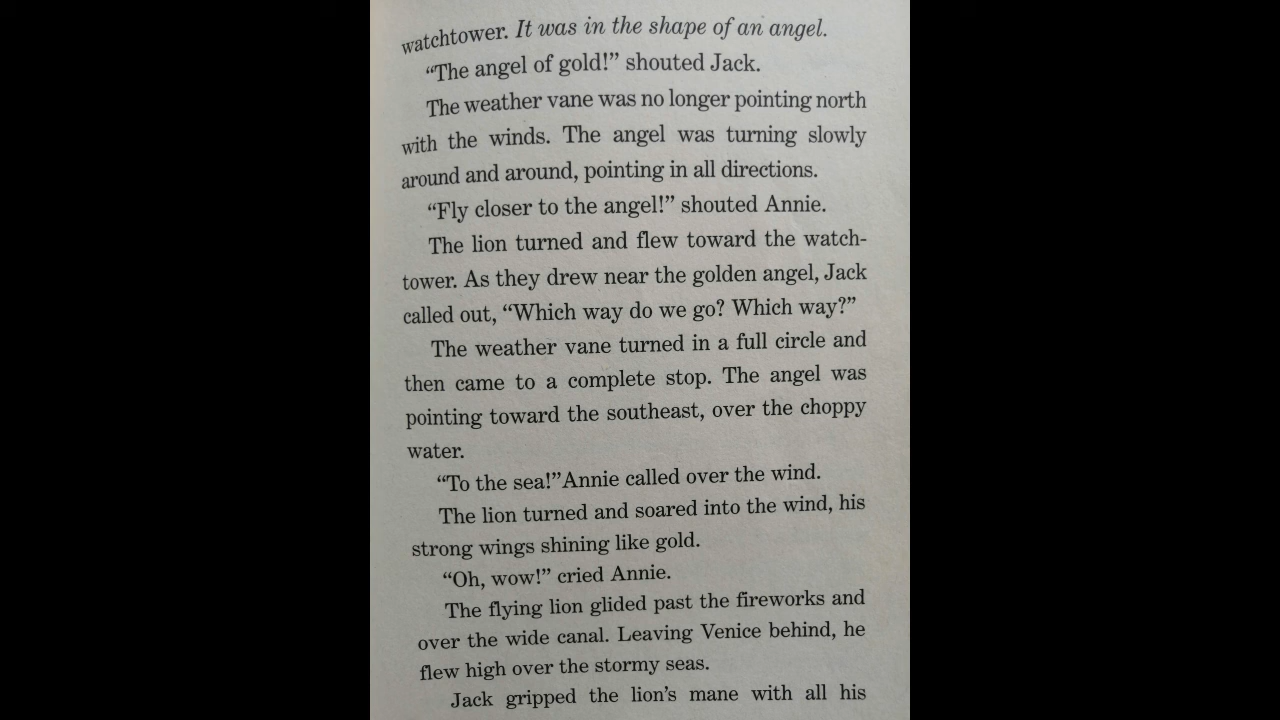 watchtower. It was in the shape of an angel.
“The angel of gold!” shouted Jack.
The weather vane was no longer pointing north
with the winds. The angel was turning slowly
around and around, pointing in all directions.
“Fly closer to the angel!” shouted Annie.
The lion turned and flew toward the watch-
tower. As they drew near the golden angel, Jack
called out, “Which way do we go? Which way?”
The weather vane turned in a full circle and
then came to a complete stop. The angel was
pointing toward the southeast, over the choppy
water.
“To the sea!”Annie called over the wind.
The lion turned and soared into the wind, his
strong wings shining like gold.
“Oh, wow!” cried Annie.
The flying lion glided past the fireworks and
over the wide canal. Leaving Venice behind, he
flew high over the stormy seas.
Jack gripped the lion’s mane with all his